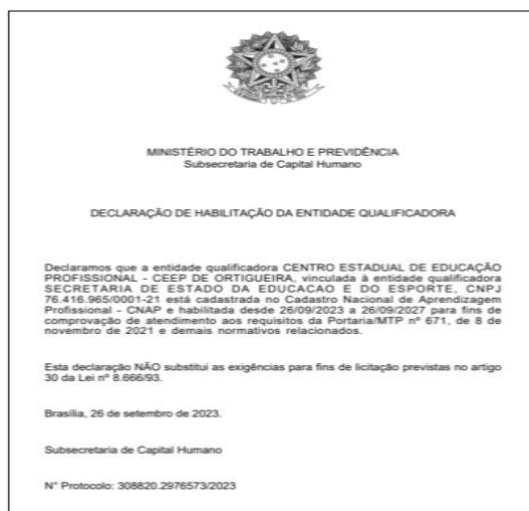 MINISTÉRIO DO TRABALHO E PREVIDÊNCIA
Subsecretaria de Capital Humano
DECLARAÇÃO DE HABILITAÇÃO DA ENTIDADE QUALIFICADORA
Declaramos que a entidade qualificadora CENTRO ESTADUAL DE EDUCAÇÃO
PROFISSIONAL - CEEP DE ORTIGUEIRA, vinculada à entidade qualificadora
SECRETARIA DE ESTADO DA EDUCACAO E DO ESPORTE, CNPJ
76.416.965/0001-21 está cadastrada no Cadastro Nacional de Aprendizagem
Profissional - CNAP e habilitada desde 26/09/2023 a 26/09/2027 para fins de
comprovação de atendimento aos requisitos da Portaria/MTP nº 671, de 8 de
novembro de 2021 e demais normativos relacionados.
Esta declaração NÃO substitui as exigências para fins de licitação previstas no artigo
30 da Lei nº 8.666/93.
Brasília, 26 de setembro de 2023.
Subsecretaria de Capital Humano
N° Protocolo: 308820.2976573/2023